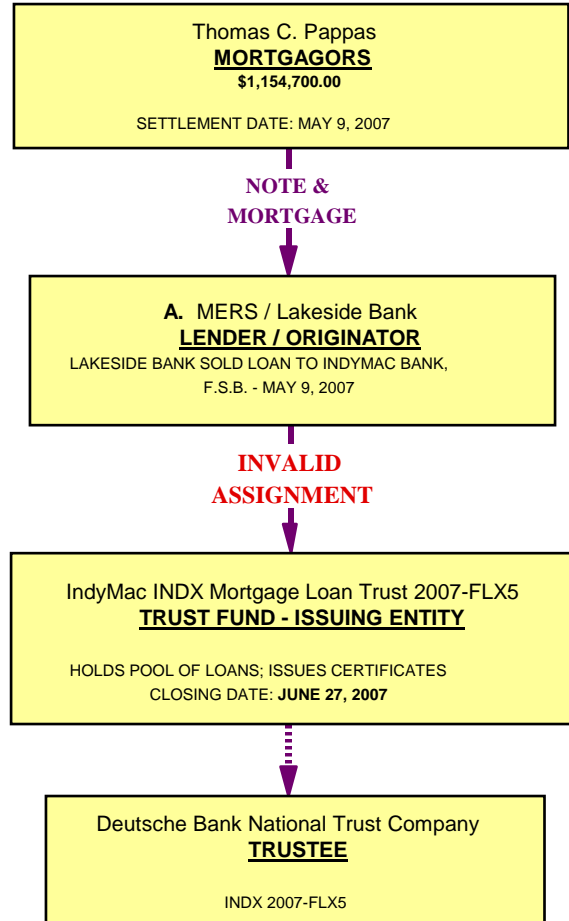 Thomas C. Pappas
MORTGAGORS
$1,154,700.00
SETTLEMENT DATE: MAY 9, 2007
NOTE &
MORTGAGE
A. MERS / Lakeside Bank
LENDER / ORIGINATOR
LAKESIDE BANK SOLD LOAN TO INDYMAC BANK,
F.S.B. - MAY 9, 2007
INVALID
ASSIGNMENT
IndyMac INDX Mortgage Loan Trust 2007-FLX5
TRUST FUND - ISSUING ENTITY
HOLDS POOL OF LOANS; ISSUES CERTIFICATES
CLOSING DATE: JUNE 27, 2007
Deutsche Bank National Trust Company
TRUSTEE
INDX 2007-FLX5